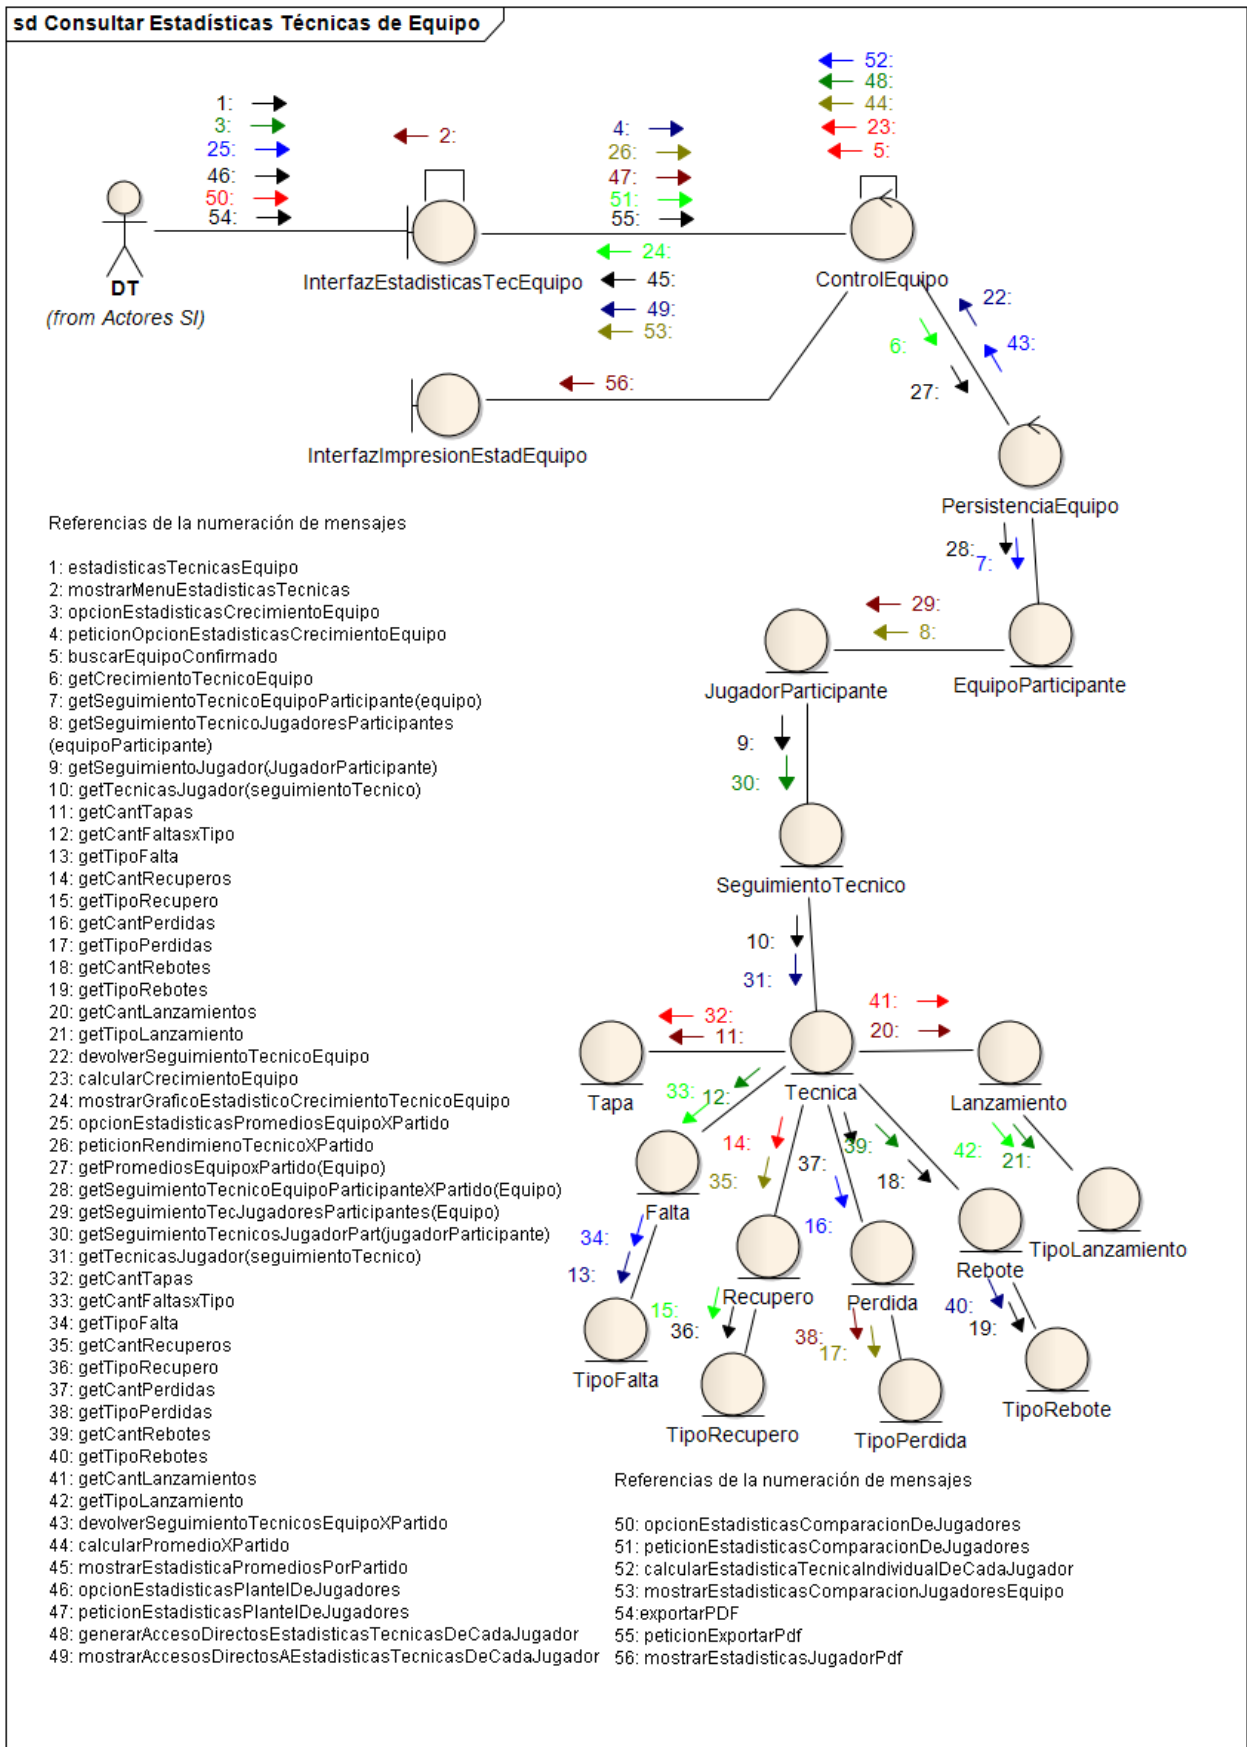 sd Consultar Estadísticas Técnicas de Equipo
1:
3:
25:
46:
50:
54:
2:
4:
26:
47:
51:
55:
52:
48:
44:
23:
5:
DT
(from Actores SI)
InterfazEstadisticasTecEquipo
24:
45:
49:
53:
ControlEquipo
22:
6:
43:
27:
56:
InterfazImpresionEstadEquipo
PersistenciaEquipo
28:
7:
29:
8:
JugadorParticipante
EquipoParticipante
9:
30:
SeguimientoTecnico
10:
31:
41:
32:
11:
20:
Tapa
Tecnica
Lanzamiento
33:
12:
14:
39:
42:
21:
35:
37:
18:
Falta
34:
16:
TipoLanzamiento
13:
Recupero
Perdida
Rebote
15:
36:
38:
17:
40:
19:
TipoFalta
TipoRecupero
TipoPerdida
TipoRebote
Referencias de la numeración de mensajes
1: estadisticasTecnicasEquipo
2: mostrarMenuEstadisticasTecnicas
3: opcionEstadisticasCrecimientoEquipo
4: peticionOpcionEstadisticasCrecimientoEquipo
5: buscarEquipoConfirmado
6: getCrecimientoTecnicoEquipo
7: getSeguimientoTecnicoEquipoParticipante(equipo)
8: getSeguimientoTecnicoJugadoresParticipantes
(equipoParticipante)
9: getSeguimientoJugador(JugadorParticipante)
10: getTecnicasJugador(seguimientoTecnico)
11: getCantTapas
12: getCantFaltasxTipo
13: getTipoFalta
14: getCantRecuperos
15: getTipoRecupero
16: getCantPerdidas
17: getTipoPerdidas
18: getCantRebotes
19: getTipoRebotes
20: getCantLanzamientos
21: getTipoLanzamiento
22: devolverSeguimientoTecnicoEquipo
23: calcularCrecimientoEquipo
24: mostrarGraficoEstadisticoCrecimientoTecnicoEquipo
25: opcionEstadisticasPromediosEquipoXPartido
26: peticionRendimienoTecnicoXPartido
27: getPromediosEquipoxPartido(Equipo)
28: getSeguimientoTecnicoEquipoParticipanteXPartido(Equipo)
29: getSeguimientoTecJugadoresParticipantes(Equipo)
30: getSeguimientoTecnicosJugadorPart(jugadorParticipante)
31: getTecnicasJugador(seguimientoTecnico)
32: getCantTapas
33: getCantFaltasxTipo
34: getTipoFalta
35: getCantRecuperos
36: getTipoRecupero
37: getCantPerdidas
38: getTipoPerdidas
39: getCantRebotes
40: getTipoRebotes
41: getCantLanzamientos
42: getTipoLanzamiento
43: devolverSeguimientoTecnicosEquipoXPartido
44: calcularPromedioXPartido
45: mostrarEstadisticaPromediosPorPartido
46: opcionEstadisticasPlantelDeJugadores
47: peticionEstadisticasPlantelDeJugadores
48: generarAccesoDirectosEstadisticasTecnicasDeCadaJugador
49: mostrarAccesosDirectosAEstadisticasTecnicasDeCadaJugador
Referencias de la numeración de mensajes
50: opcionEstadisticasComparacionDeJugadores
51: peticionEstadisticasComparacionDeJugadores
52: calcularEstadisticaTecnicaIndividualDeCadaJugador
53: mostrarEstadisticasComparacionJugadoresEquipo
54:exportarPDF
55: peticionExportarPdf
56: mostrarEstadisticasJugadorPdf